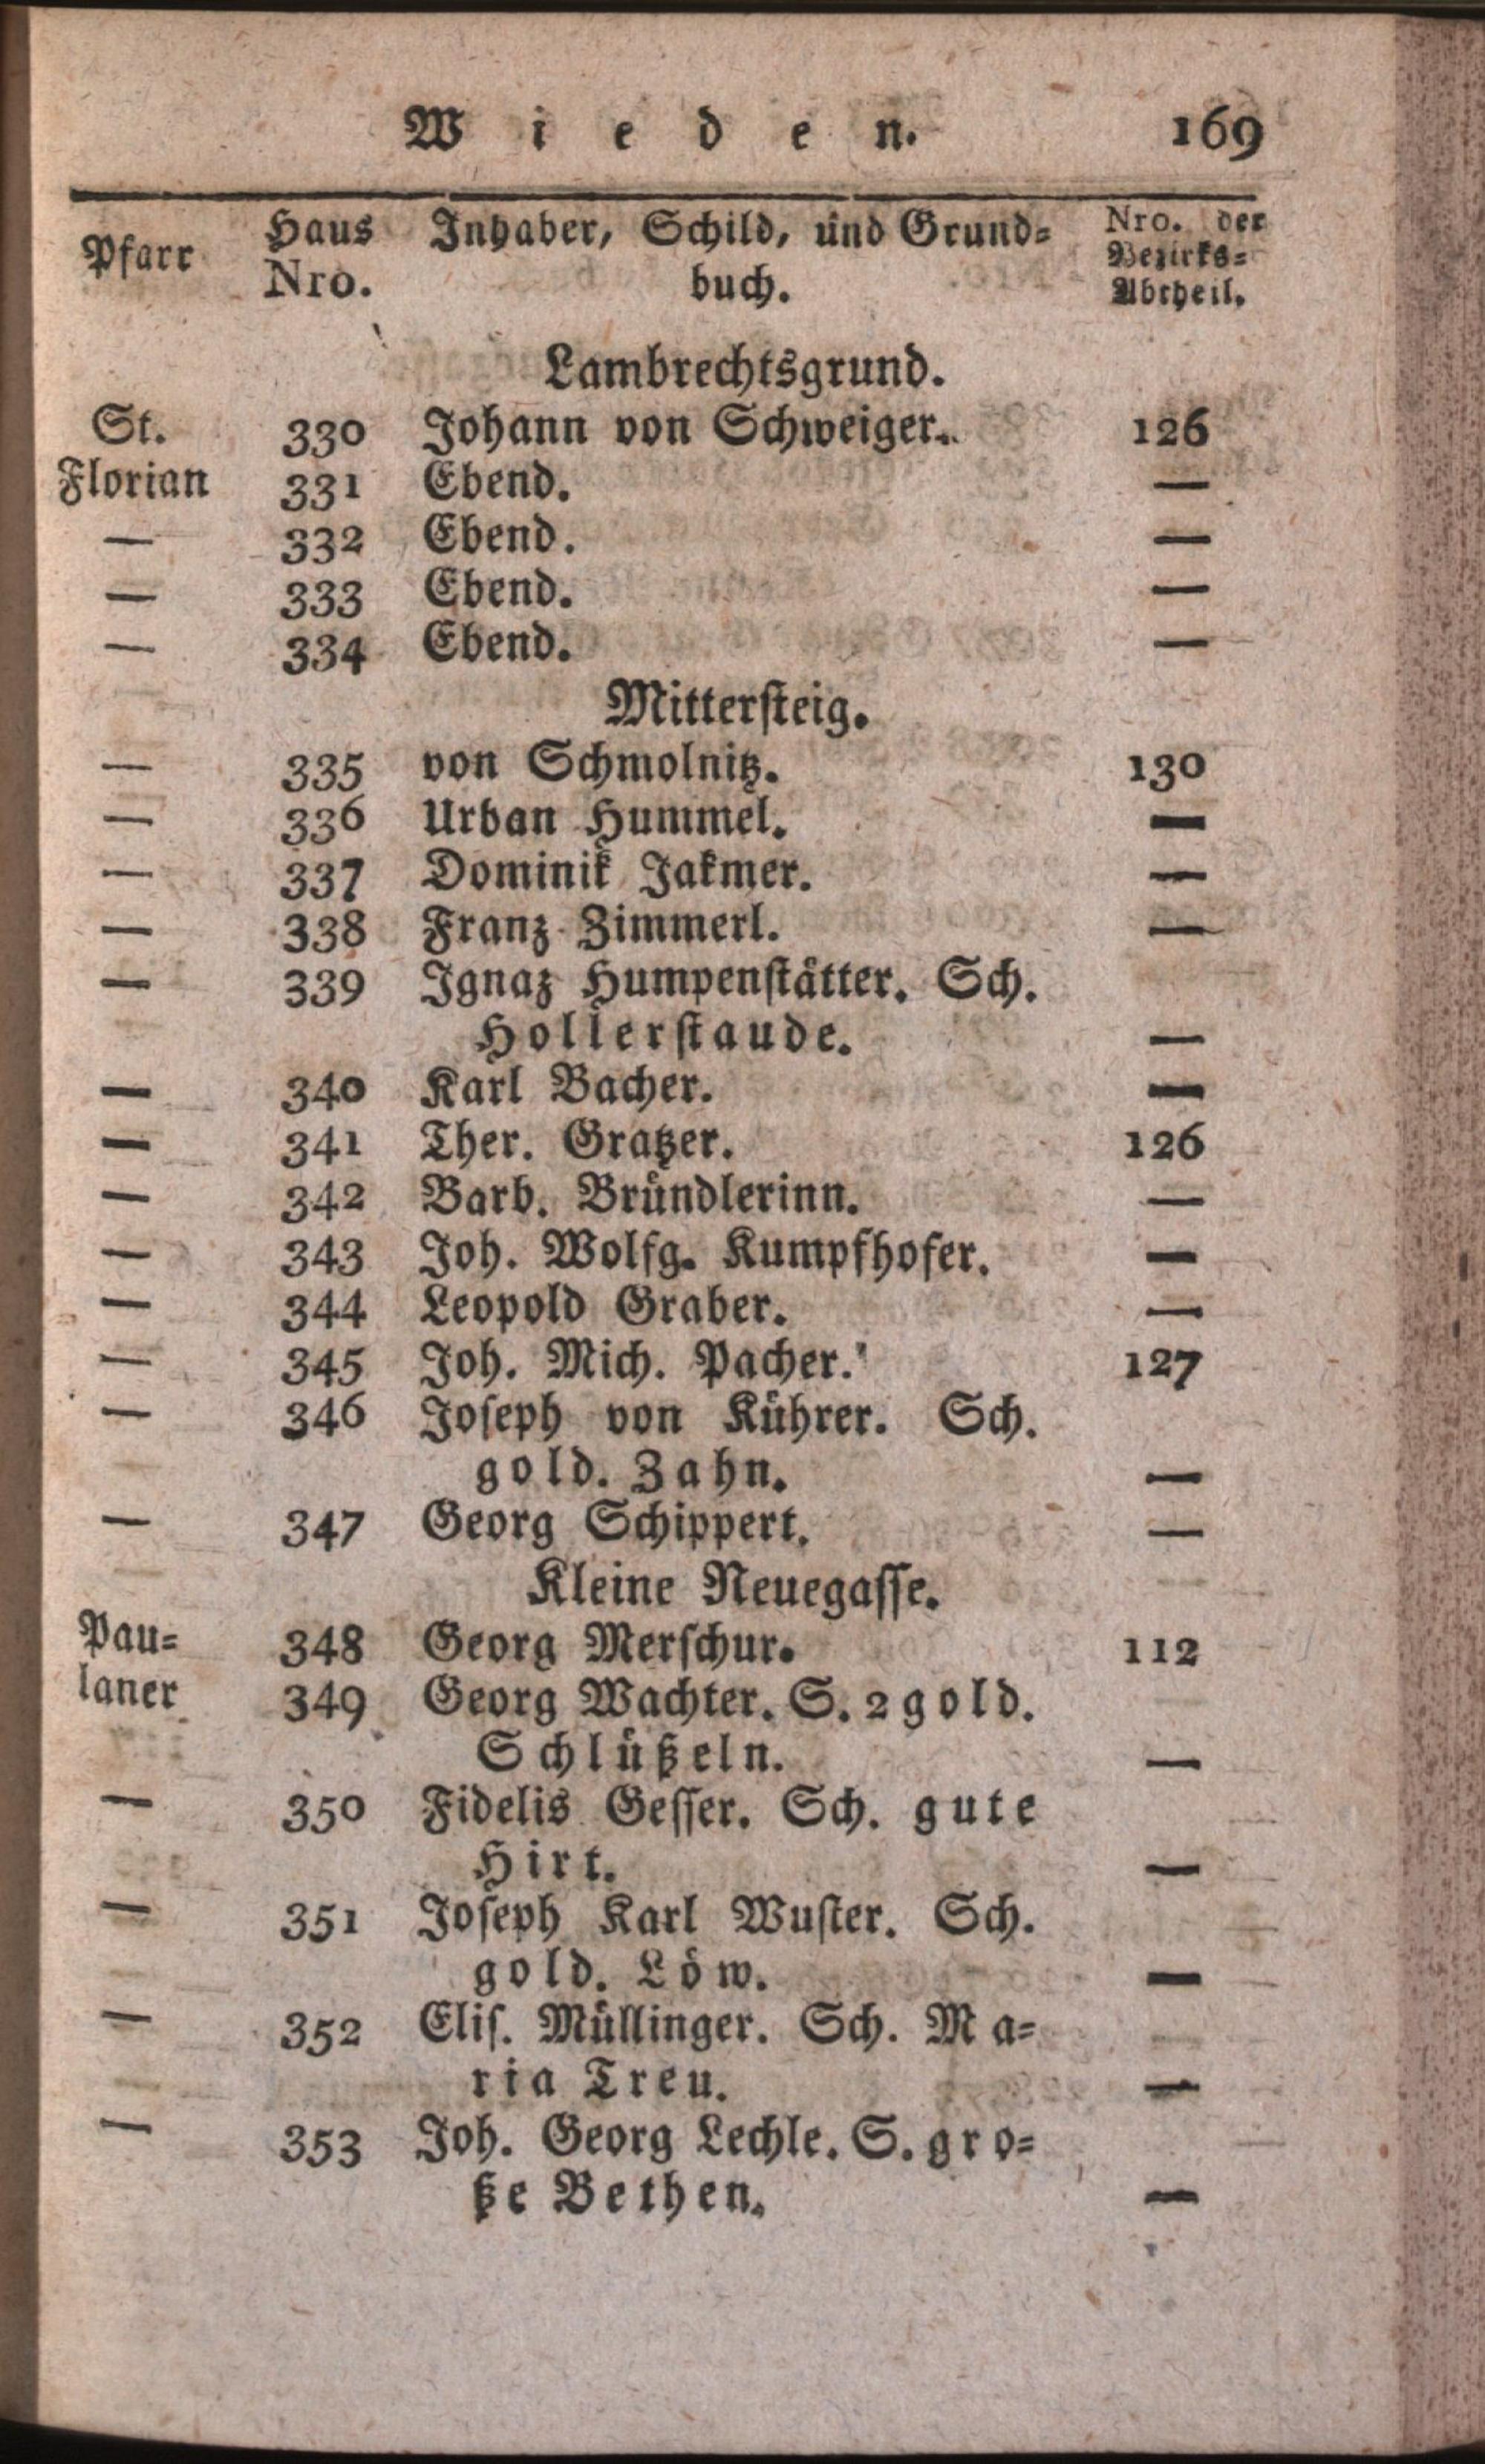 Wieden. 169
Pfarr Haus Nro. Inhaber, Schild, und Grund= buch. Nro. der Bezirks= Abtheil.
Lambrechtsgrund.
St. 330 Johann von Schweiger. 126
Florian 331 Ebend. —
— 332 Ebend. —
— 333 Ebend. —
— 334 Ebend. —
Mittersteig.
— 335 von Schmolnitz. 130
— 336 Urban Hummel. —
— 337 Dominik Jakmer. —
— 338 Franz Zimmerl. —
— 339 Ignaz Humpenstätter. Sch.
Hollerstaude. —
— 340 Karl Bacher. —
— 341 Ther. Gratzer. 126
— 342 Barb. Bründlerinn. —
— 343 Joh. Wolfg. Kumpfhofer. —
— 344 Leopold Graber. —
— 345 Joh. Mich. Pacher. 127
— 346 Joseph von Kührer. Sch.
gold. Zahn. —
— 347 Georg Schippert. —
Kleine Neuegasse.
Pau= 348 Georg Merschur. 112
laner 349 Georg Wachter. S. 2 gold.
Schlüßeln. —
— 350 Fidelis Gesser. Sch. gute
Hirt. —
— 351 Joseph Karl Wuster. Sch.
gold. Löw. —
— 352 Elis. Müllinger. Sch. Ma=
ria Treu. —
— 353 Joh. Georg Lechle. S. gro=
ße Bethen. —